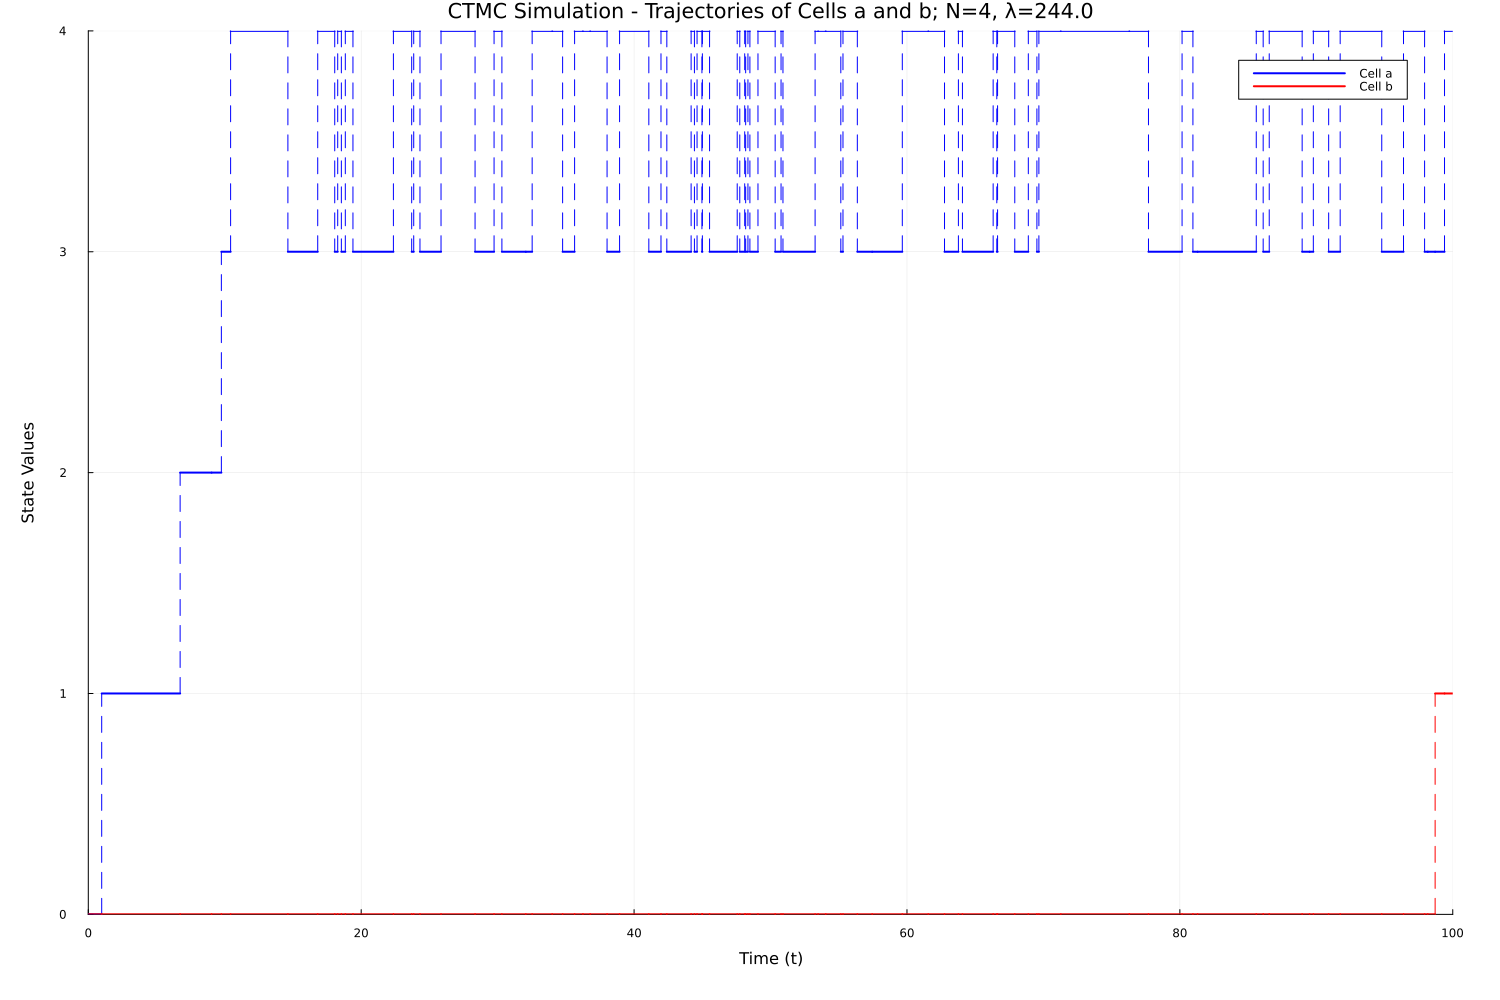 CTMC Simulation - Trajectories of Cells a and b; N=4, λ=244.0
4
Cell a
Cell b
3
State Values
2
1
0
0 20 40 60 80 100
Time (t)